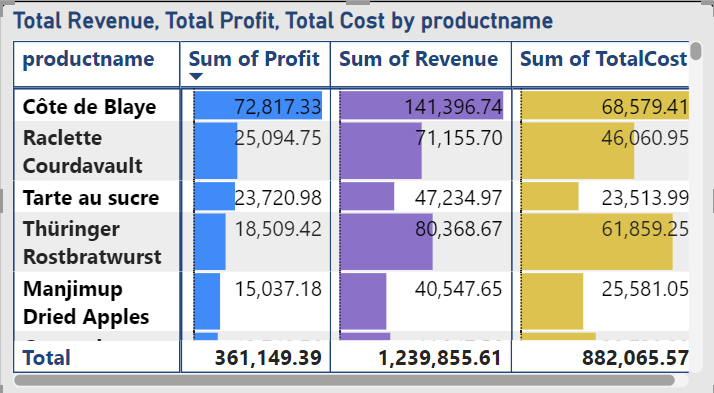 Total Revenue, Total Profit, Total Cost by productname
productname Sum of Profit Sum of Revenue Sum of TotalCost
Côte de Blaye 72,817.33 141,396.74 68,579.41
Raclette 25,094.75 71,155.70 46,060.95
Courdavault
Tarte au sucre 23,720.98 47,234.97 23,513.99
Thüringer 18,509.42 80,368.67 61,859.25
Rostbratwurst
Manjimup 15,037.18 40,547.65 25,581.05
Dried Apples
Total 361,149.39 1,239,855.61 882,065.57